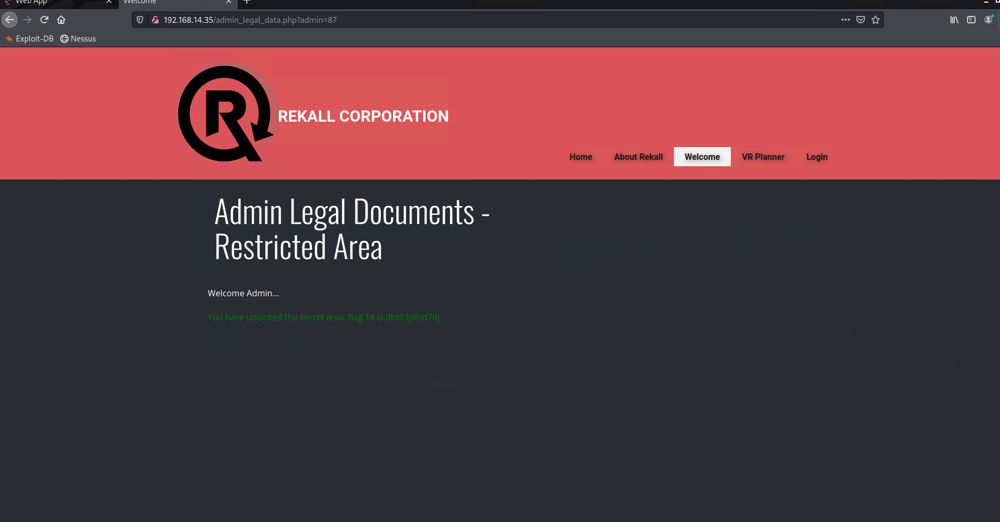 Web App
Welcome
192.168.14.35/admin_legal_data.php?admin=87
Exploit-DB
Nessus
R
REKALL CORPORATION
Home
About Rekall
Welcome
VR Planner
Login
Admin Legal Documents -
Restricted Area
Welcome Admin...
You have unlocked the secret area, flag 14 is dks93jdlsd7dj